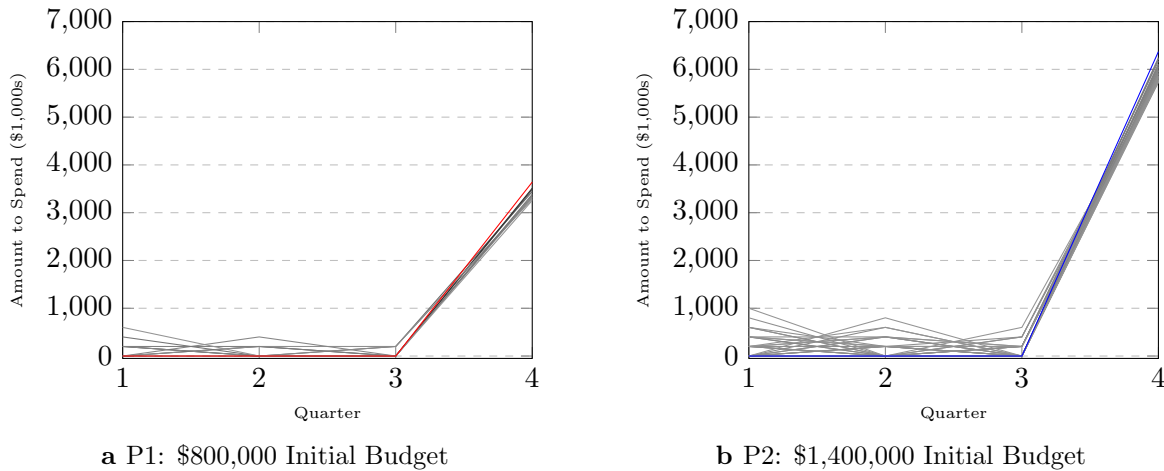 7,000
6,000
5,000
4,000
3,000
2,000
1,000
0
1 2 3 4
Amount to Spend ($1,000s)
Quarter
a P1: $800,000 Initial Budget
7,000
6,000
5,000
4,000
3,000
2,000
1,000
0
1 2 3 4
Amount to Spend ($1,000s)
Quarter
b P2: $1,400,000 Initial Budget